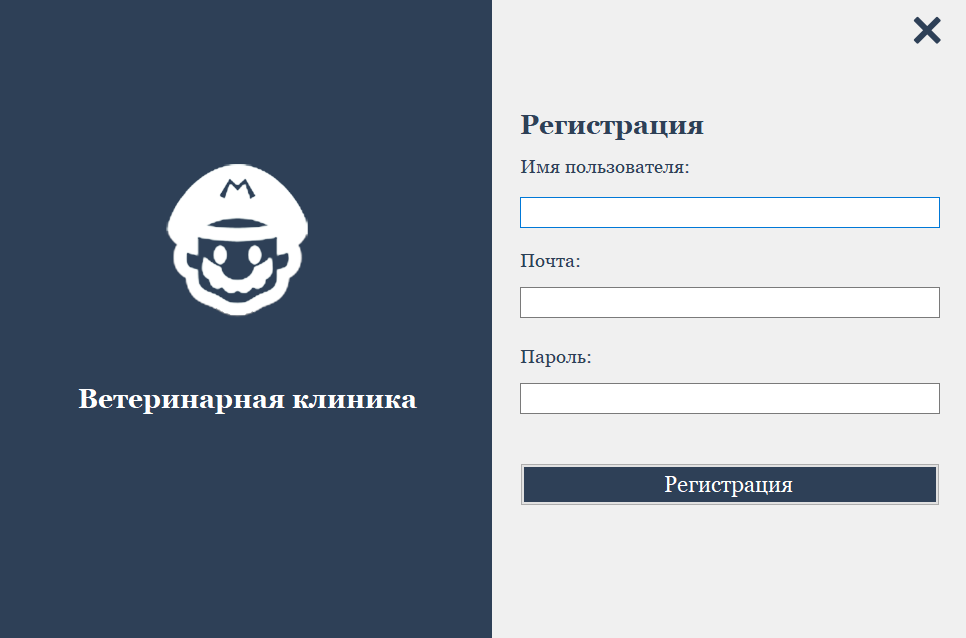 M
Ветеринарная клиника
Регистрация
Имя пользователя:
Почта:
Пароль:
Регистрация